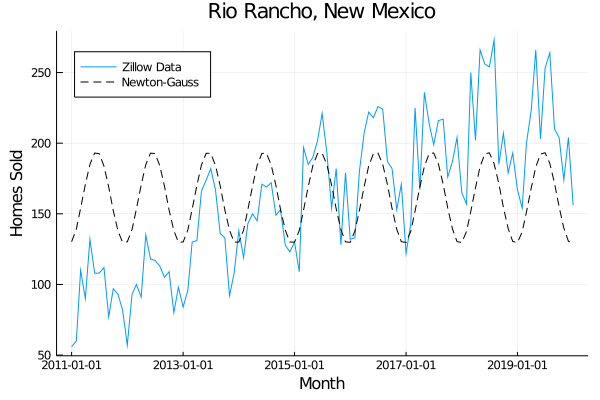 Rio Rancho, New Mexico
Zillow Data
Newton-Gauss
Homes Sold
250
200
150
100
50
2011-01-01 2013-01-01 2015-01-01 2017-01-01 2019-01-01
Month